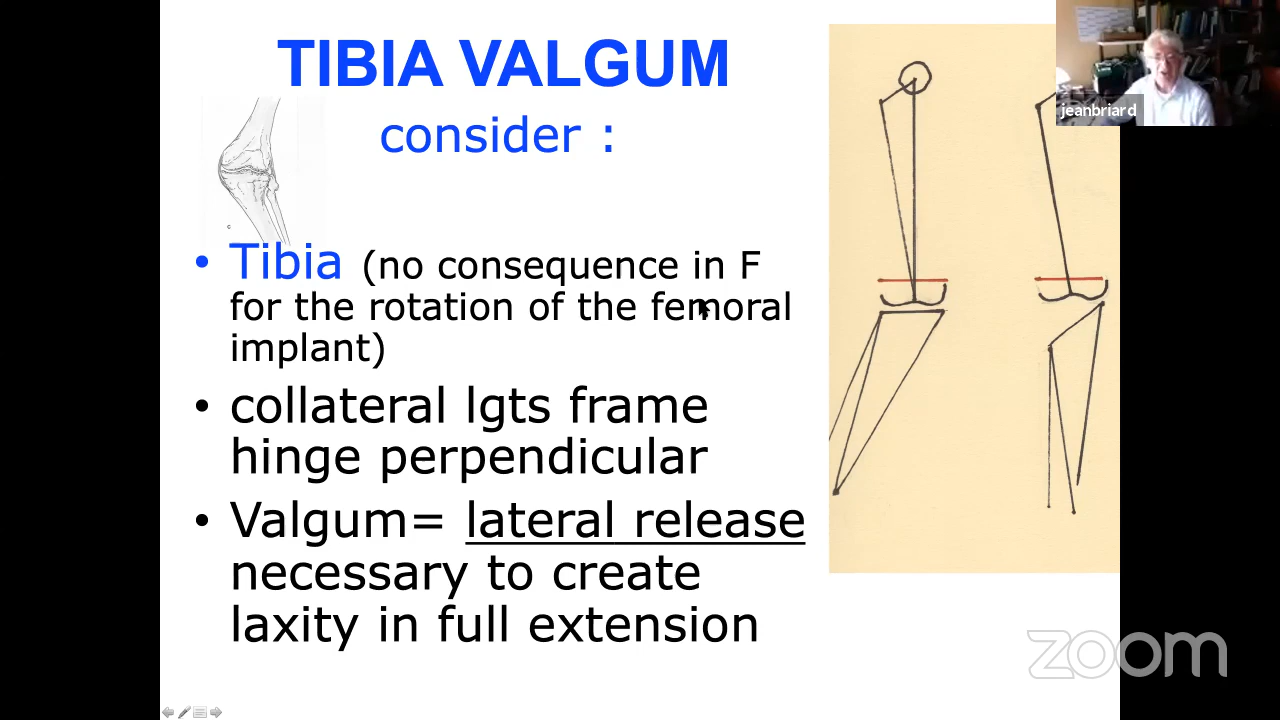 TIBIA VALGUM
consider :
jeanbriard
c
• Tibia (no consequence in F
for the rotation of the femoral
implant)
• collateral lgts frame
hinge perpendicular
• Valgum= lateral release
necessary to create
laxity in full extension
zoom